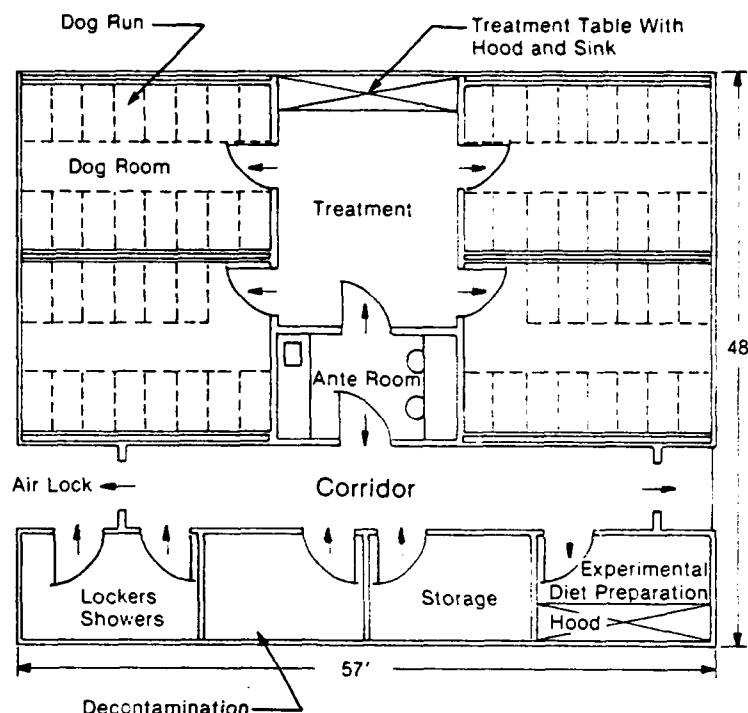 Dog Run
Treatment Table With
Hood and Sink
Dog Room
Treatment
48
Ante Room
Air Lock
Corridor
Lockers
Showers
Storage
Experimental
Diet Preparation
Hood
57'
Decontamination